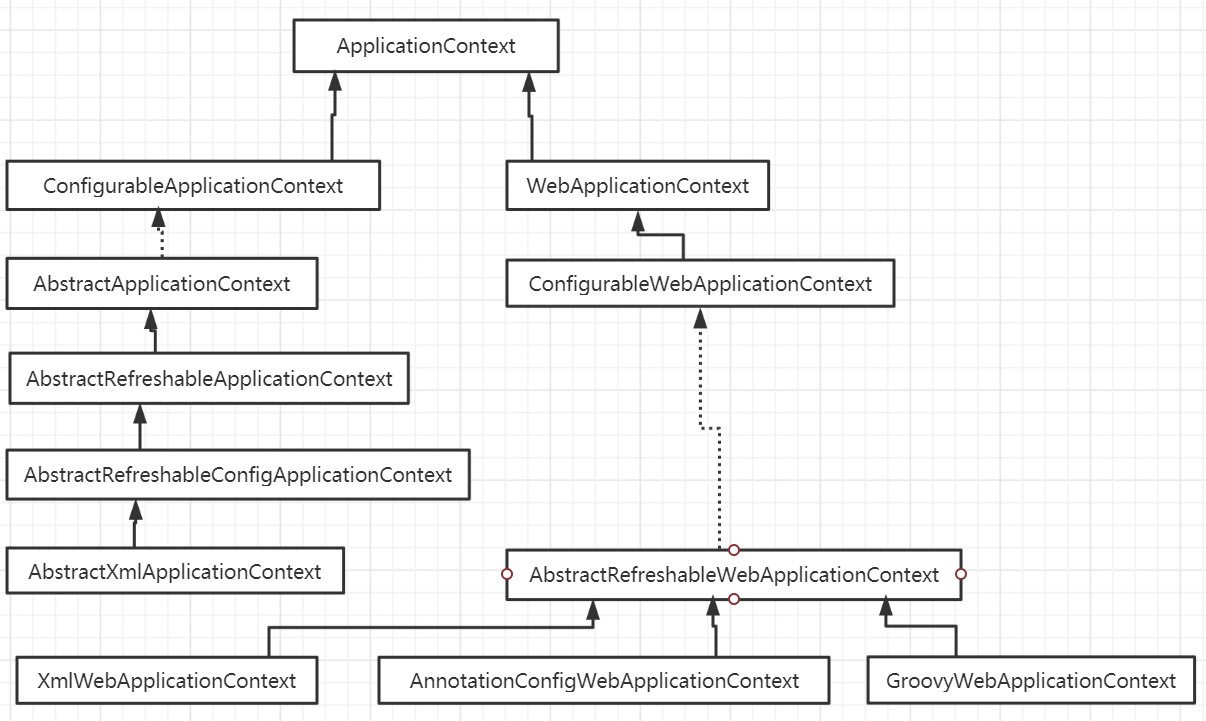 ApplicationContext
ConfigurableApplicationContext
WebApplicationContext
AbstractApplicationContext
ConfigurableWebApplicationContext
AbstractRefreshableApplicationContext
AbstractRefreshableConfigApplicationContext
AbstractXmlApplicationContext
AbstractRefreshableWebApplicationContext
XmlWebApplicationContext
AnnotationConfigWebApplicationContext
GroovyWebApplicationContext